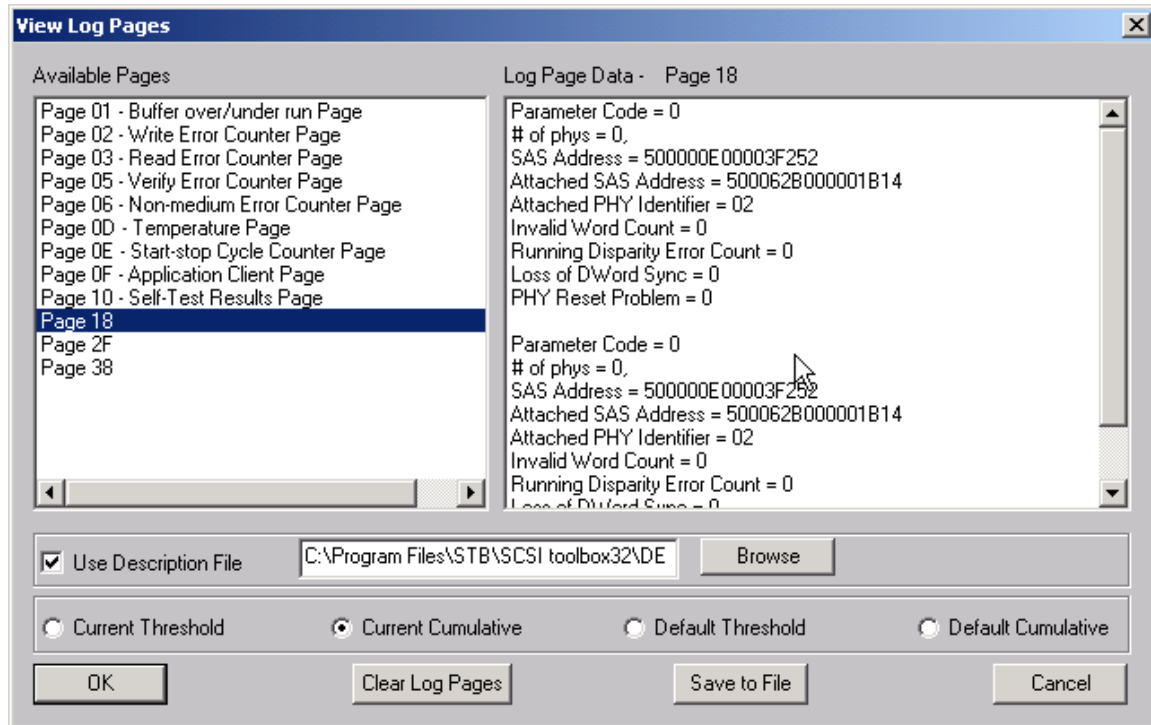 View Log Pages
Available Pages
Page 01 - Buffer over/under run Page
Page 02 - Write Error Counter Page
Page 03 - Read Error Counter Page
Page 05 - Verify Error Counter Page
Page 06 - Non-medium Error Counter Page
Page 0D - Temperature Page
Page 0E - Start-stop Cycle Counter Page
Page 0F - Application Client Page
Page 10 - Self-Test Results Page
Page 18
Page 2F
Page 38
Log Page Data - Page 18
Parameter Code = 0
# of phys = 0,
SAS Address = 500000E00003F252
Attached SAS Address = 500062B000001B14
Attached PHY Identifier = 02
Invalid Word Count = 0
Running Disparity Error Count = 0
Loss of DWord Sync = 0
PHY Reset Problem = 0
Parameter Code = 0
# of phys = 0,
SAS Address = 500000E00003F252
Attached SAS Address = 500062B000001B14
Attached PHY Identifier = 02
Invalid Word Count = 0
Running Disparity Error Count = 0
Loss of DWord Sync = 0
Use Description File
C:\Program Files\STB\SCSI toolbox32\DE
Browse
Current Threshold
Current Cumulative
Default Threshold
Default Cumulative
OK
Clear Log Pages
Save to File
Cancel